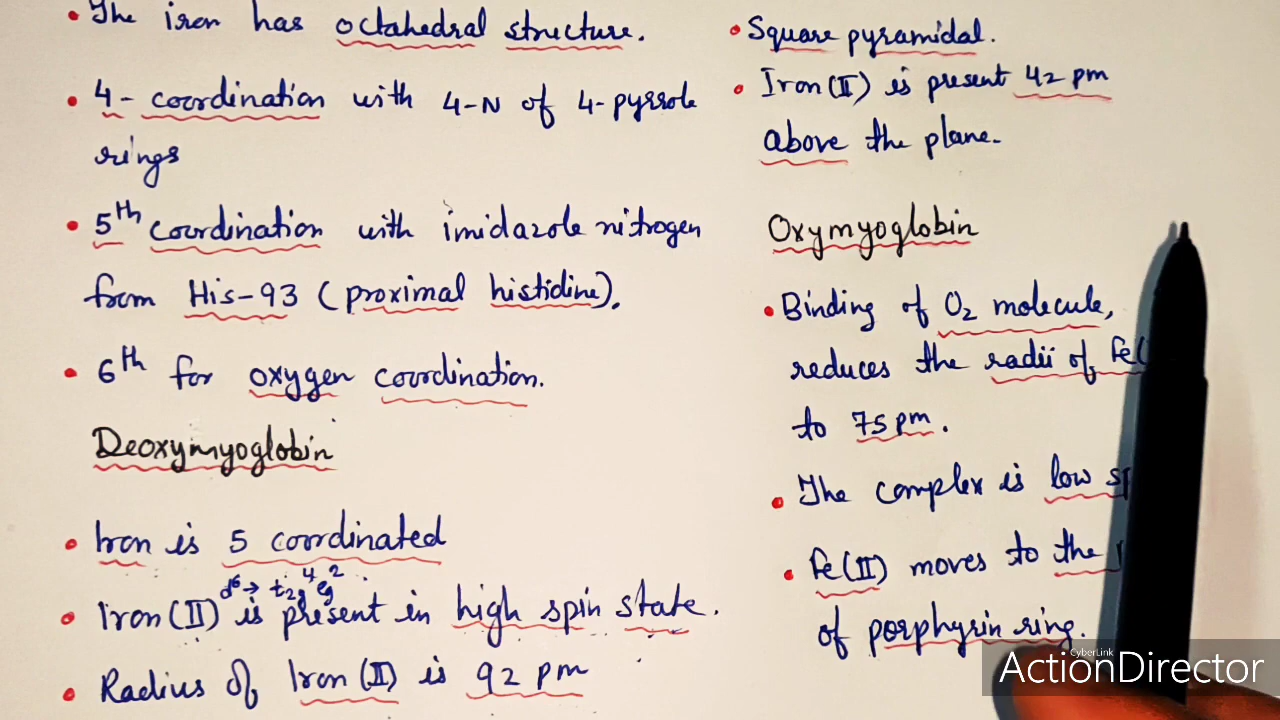 • The iron has octahedral structure.
• 4-coordination with 4-N of 4-pyrrole
rings
• 5th coordination with imidazole nitrogen
from His-93 (proximal histidine).
• 6th for oxygen coordination.
Deoxymyoglobin
• Iron is 5 coordinated
d6 → t2g4 eg2
• Iron(II) is present in high spin state.
• Radius of Iron(II) is 92 pm
• Square pyramidal.
• Iron(II) is present 42 pm
above the plane.
Oxymyoglobin
• Binding of O2 molecule,
reduces the radii of Fe(
to 75 pm.
• The complex is low sp
• Fe(II) moves to the
of porphyrin ring.
CyberLink
ActionDirector